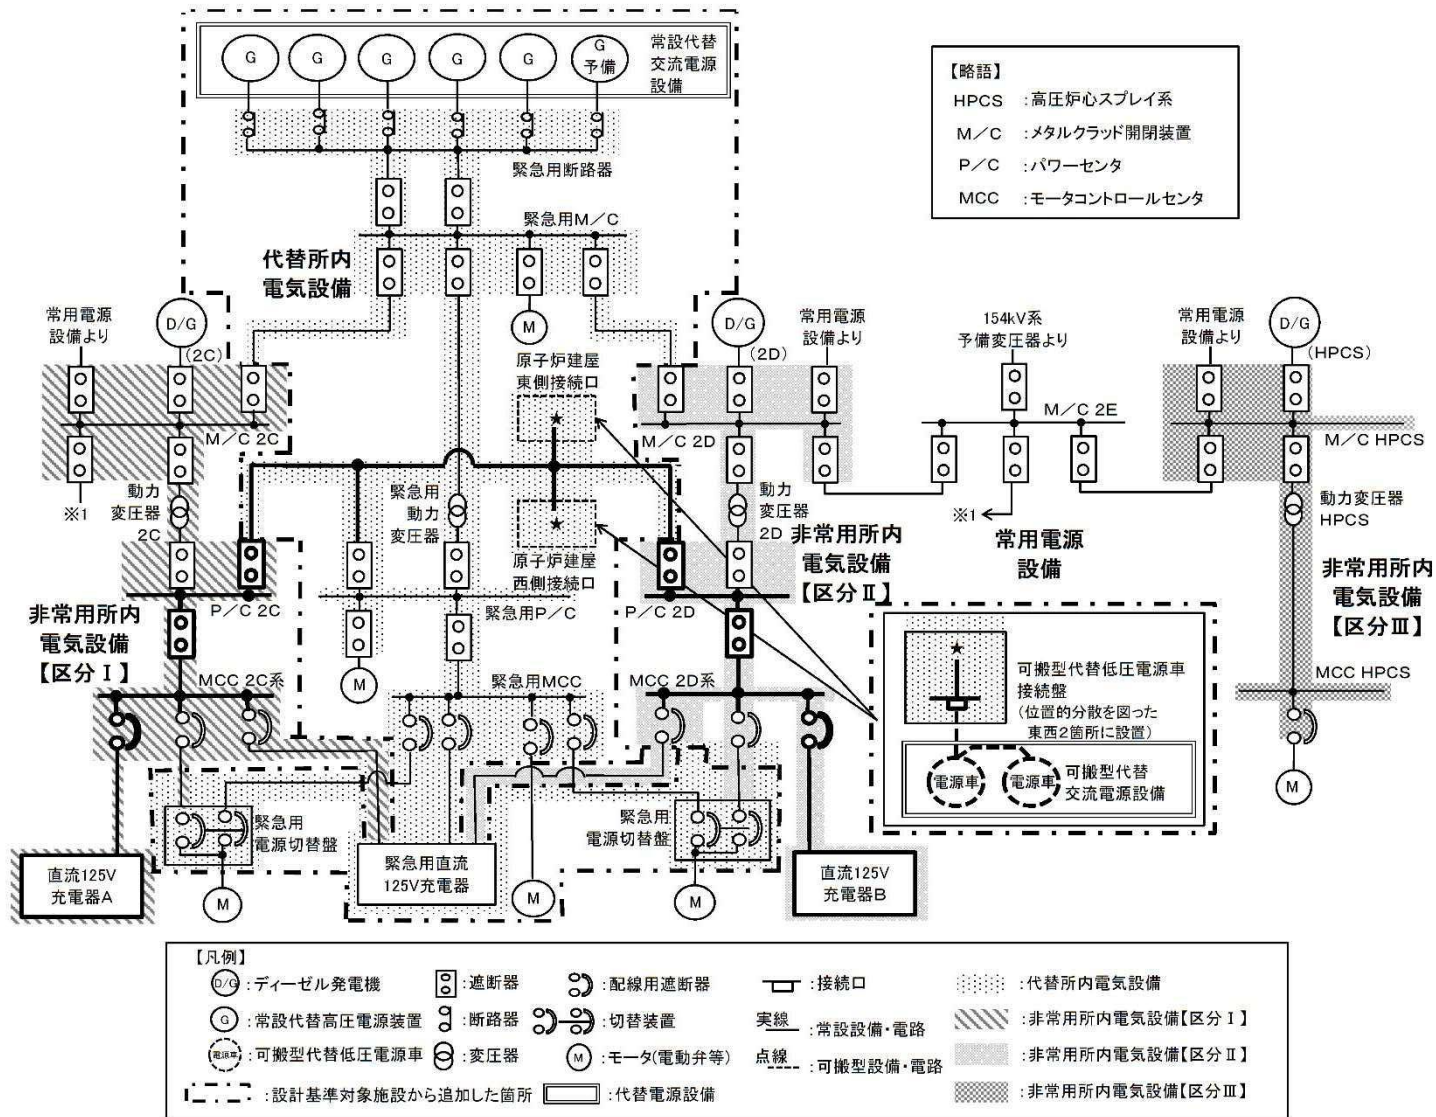 G
G
G
G
G
G
予備
常設代替
交流電源
設備
緊急用断路器
【略語】
HPCS :高圧炉心スプレイ系
M/C :メタルクラッド開閉装置
P/C :パワーセンタ
MCC :モータコントロールセンタ
緊急用M/C
代替所内
電気設備
M
常用電源
設備より
D/G
(2C)
M/C 2C
※1
動力
変圧器
2C
P/C 2C
非常用所内
電気設備
【区分Ⅰ】
MCC 2C系
原子炉建屋
東側接続口
★
★
原子炉建屋
西側接続口
緊急用
動力
変圧器
緊急用P/C
M
緊急用MCC
D/G
(2D)
常用電源
設備より
M/C 2D
動力
変圧器
2D
P/C 2D
非常用所内
電気設備
【区分Ⅱ】
MCC 2D系
154kV系
予備変圧器より
M/C 2E
※1
常用電源
設備
常用電源
設備より
D/G
(HPCS)
M/C HPCS
動力変圧器
HPCS
非常用所内
電気設備
【区分Ⅲ】
MCC HPCS
M
★
可搬型代替低圧電源車
接続盤
(位置的分散を図った
東西2箇所に設置)
電源車
電源車
可搬型代替
交流電源設備
緊急用
電源切替盤
M
直流125V
充電器A
緊急用直流
125V充電器
M
緊急用
電源切替盤
M
直流125V
充電器B
【凡例】
D/G :ディーゼル発電機
:遮断器
:配線用遮断器
:接続口
:代替所内電気設備
G :常設代替高圧電源装置
:断路器
:切替装置
実線 :常設設備・電路
:非常用所内電気設備【区分Ⅰ】
電源車 :可搬型代替低圧電源車
:変圧器
M :モータ(電動弁等)
点線 :可搬型設備・電路
:非常用所内電気設備【区分Ⅱ】
:設計基準対象施設から追加した箇所
:代替電源設備
:非常用所内電気設備【区分Ⅲ】